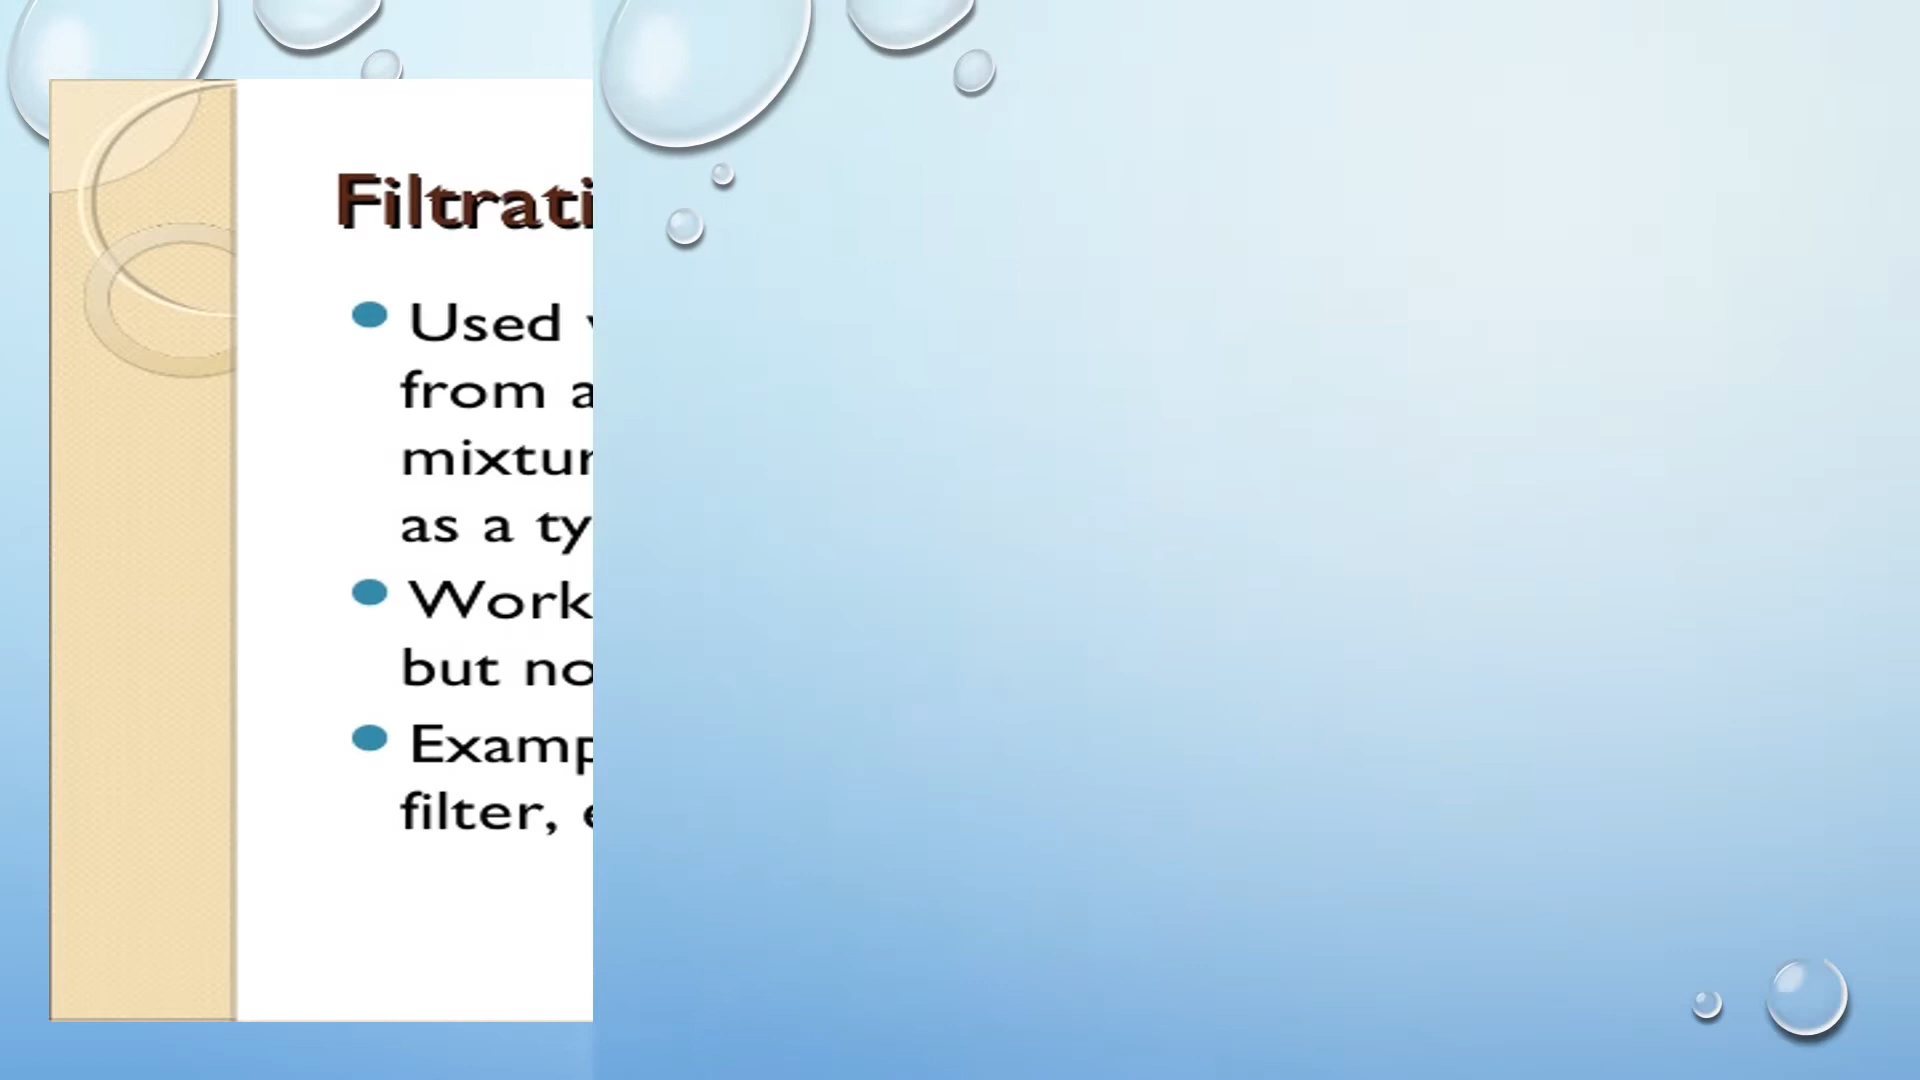 Filtrati
Used
from a
mixtur
as a ty
Work
but no
Examp
filter, e